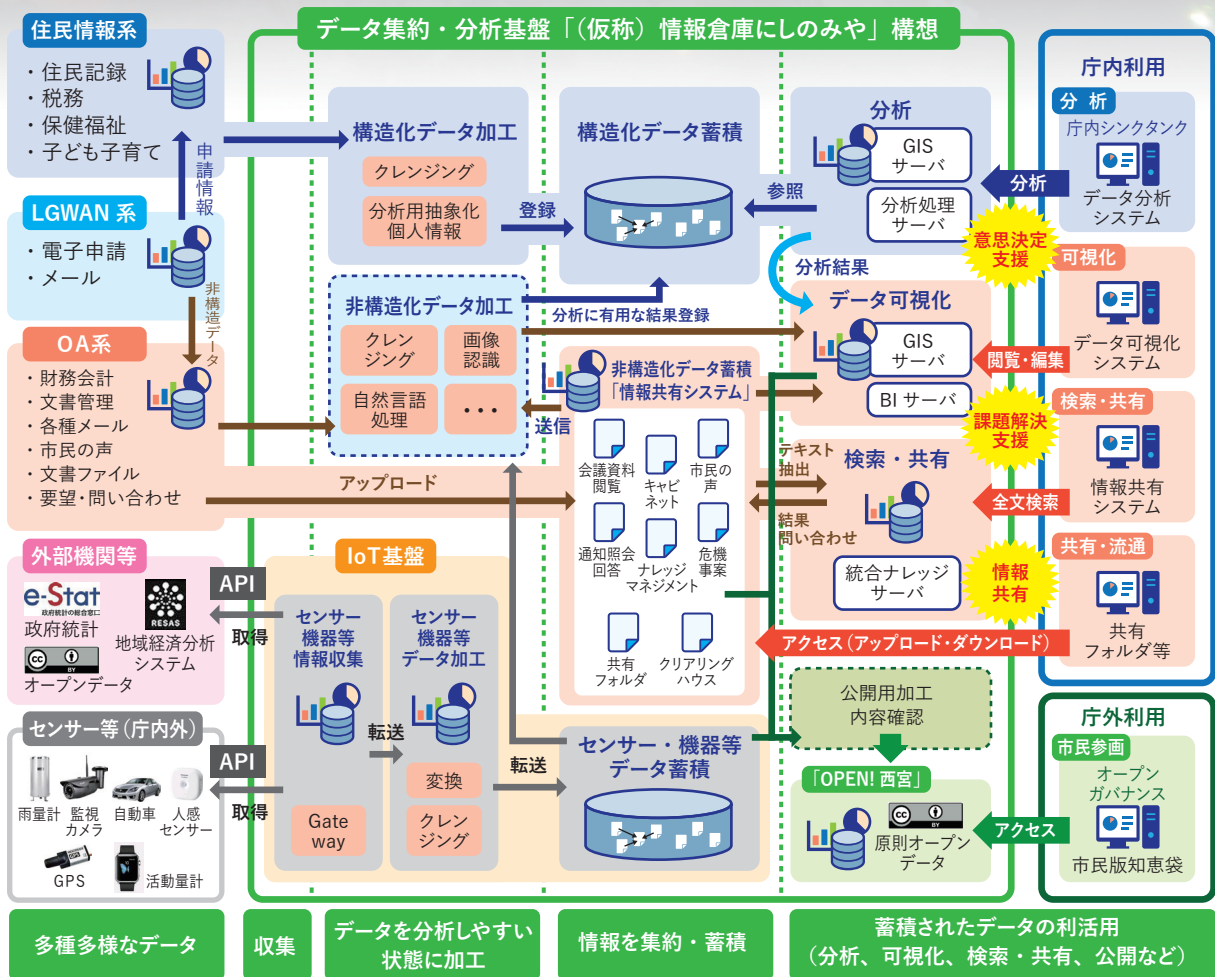 データ集約・分析基盤「(仮称)情報倉庫にしのみや」構想
住民情報系
・住民記録
・税務
・保健福祉
・子ども子育て
申請情報
LGWAN 系
・電子申請
・メール
非構造データ
OA系
・財務会計
・文書管理
・各種メール
・市民の声
・文書ファイル
・要望・問い合わせ
外部機関等
e-Stat
政府統計の総合窓口
政府統計
RESAS
地域経済分析
システム
cc
BY
オープンデータ
API
取得
センサー等(庁内外)
雨量計
監視
カメラ
自動車
人感
センサー
GPS
活動量計
API
取得
構造化データ加工
クレンジング
分析用抽象化
個人情報
登録
非構造化データ加工
クレン
ジング
画像
認識
自然言語
処理
・・・
アップロード
IoT基盤
センサー
機器等
情報収集
Gate
way
転送
センサー
機器等
データ加工
変換
クレン
ジング
転送
構造化データ蓄積
参照
分析に有用な結果登録
非構造化データ蓄積
「情報共有システム」
送信
会議資料
閲覧
キャビ
ネット
市民の
声
通知照会
回答
ナレッジ
マネジメント
危機
事案
共有
フォルダ
クリアリング
ハウス
センサー・機器等
データ蓄積
分析
GIS
サーバ
分析処理
サーバ
分析結果
データ可視化
GIS
サーバ
BI サーバ
テキスト
抽出
結果
問い合わせ
検索・共有
統合ナレッジ
サーバ
アクセス(アップロード・ダウンロード)
公開用加工
内容確認
「OPEN! 西宮」
cc
BY
原則オープン
データ
分析
意思決定
支援
閲覧・編集
課題解決
支援
全文検索
情報
共有
アクセス
庁内利用
分 析
庁内シンクタンク
データ分析
システム
可視化
データ可視化
システム
検索・共有
情報共有
システム
共有・流通
共有
フォルダ等
庁外利用
市民参画
オープン
ガバナンス
市民版知恵袋
多種多様なデータ
収集
データを分析しやすい
状態に加工
情報を集約・蓄積
蓄積されたデータの利活用
(分析、可視化、検索・共有、公開など)